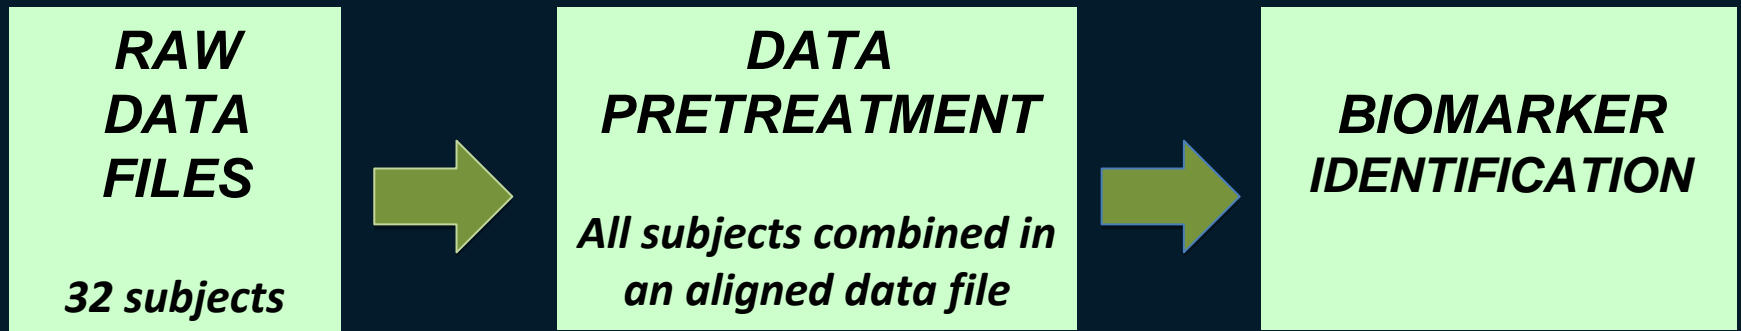 RAW
DATA
FILES
32 subjects
DATA
PRETREATMENT
All subjects combined in
an aligned data file
BIOMARKER
IDENTIFICATION